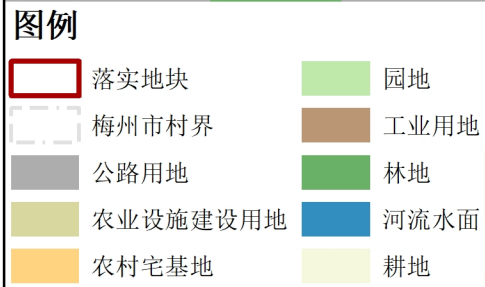 图例
落实地块
园地
梅州市村界
工业用地
公路用地
林地
农业设施建设用地
河流水面
农村宅基地
耕地